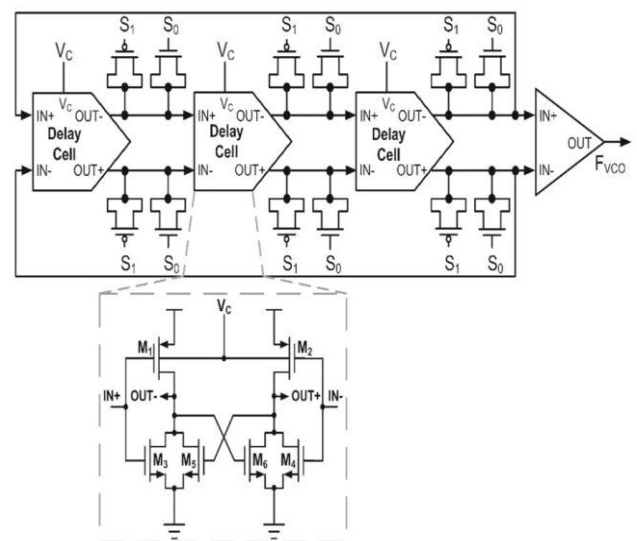 S1 S0 S1 S0 S1 S0
VC VC VC
VC VC VC
IN+ OUT- IN+ OUT- IN+ OUT- IN+
Delay Delay Delay OUT
Cell Cell Cell FVCO
IN- OUT+ IN- OUT+ IN- OUT+ IN-
S1 S0 S1 S0 S1 S0
VC
M1 M2
IN+ OUT- OUT+ IN-
M3 M5 M6 M4